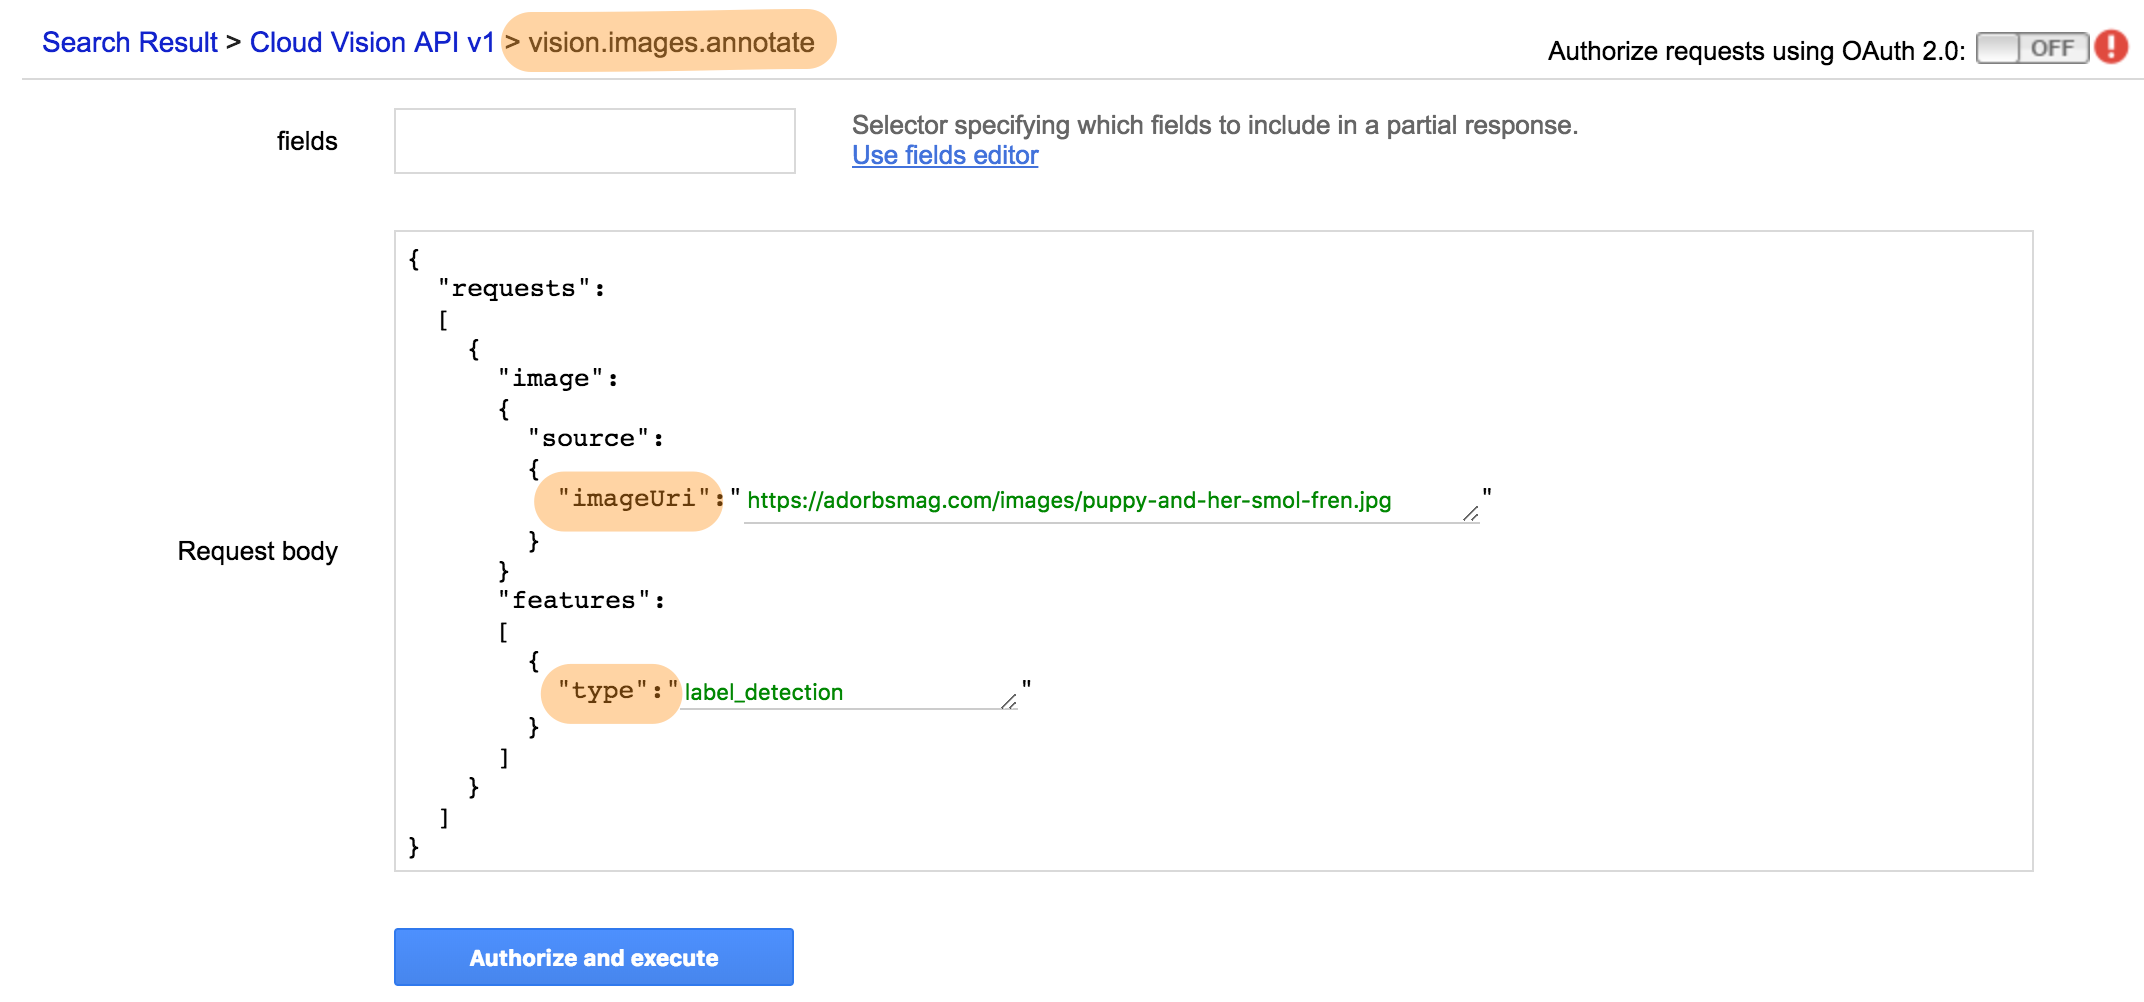 Search Result > Cloud Vision API v1 > vision.images.annotate
Authorize requests using OAuth 2.0: OFF !
fields
Selector specifying which fields to include in a partial response.
Use fields editor
Request body
{
"requests":
[
{
"image":
{
"source":
{
"imageUri":"https://adorbsmag.com/images/puppy-and-her-smol-fren.jpg"
}
}
"features":
[
{
"type":"label_detection"
}
]
}
]
}
Authorize and execute